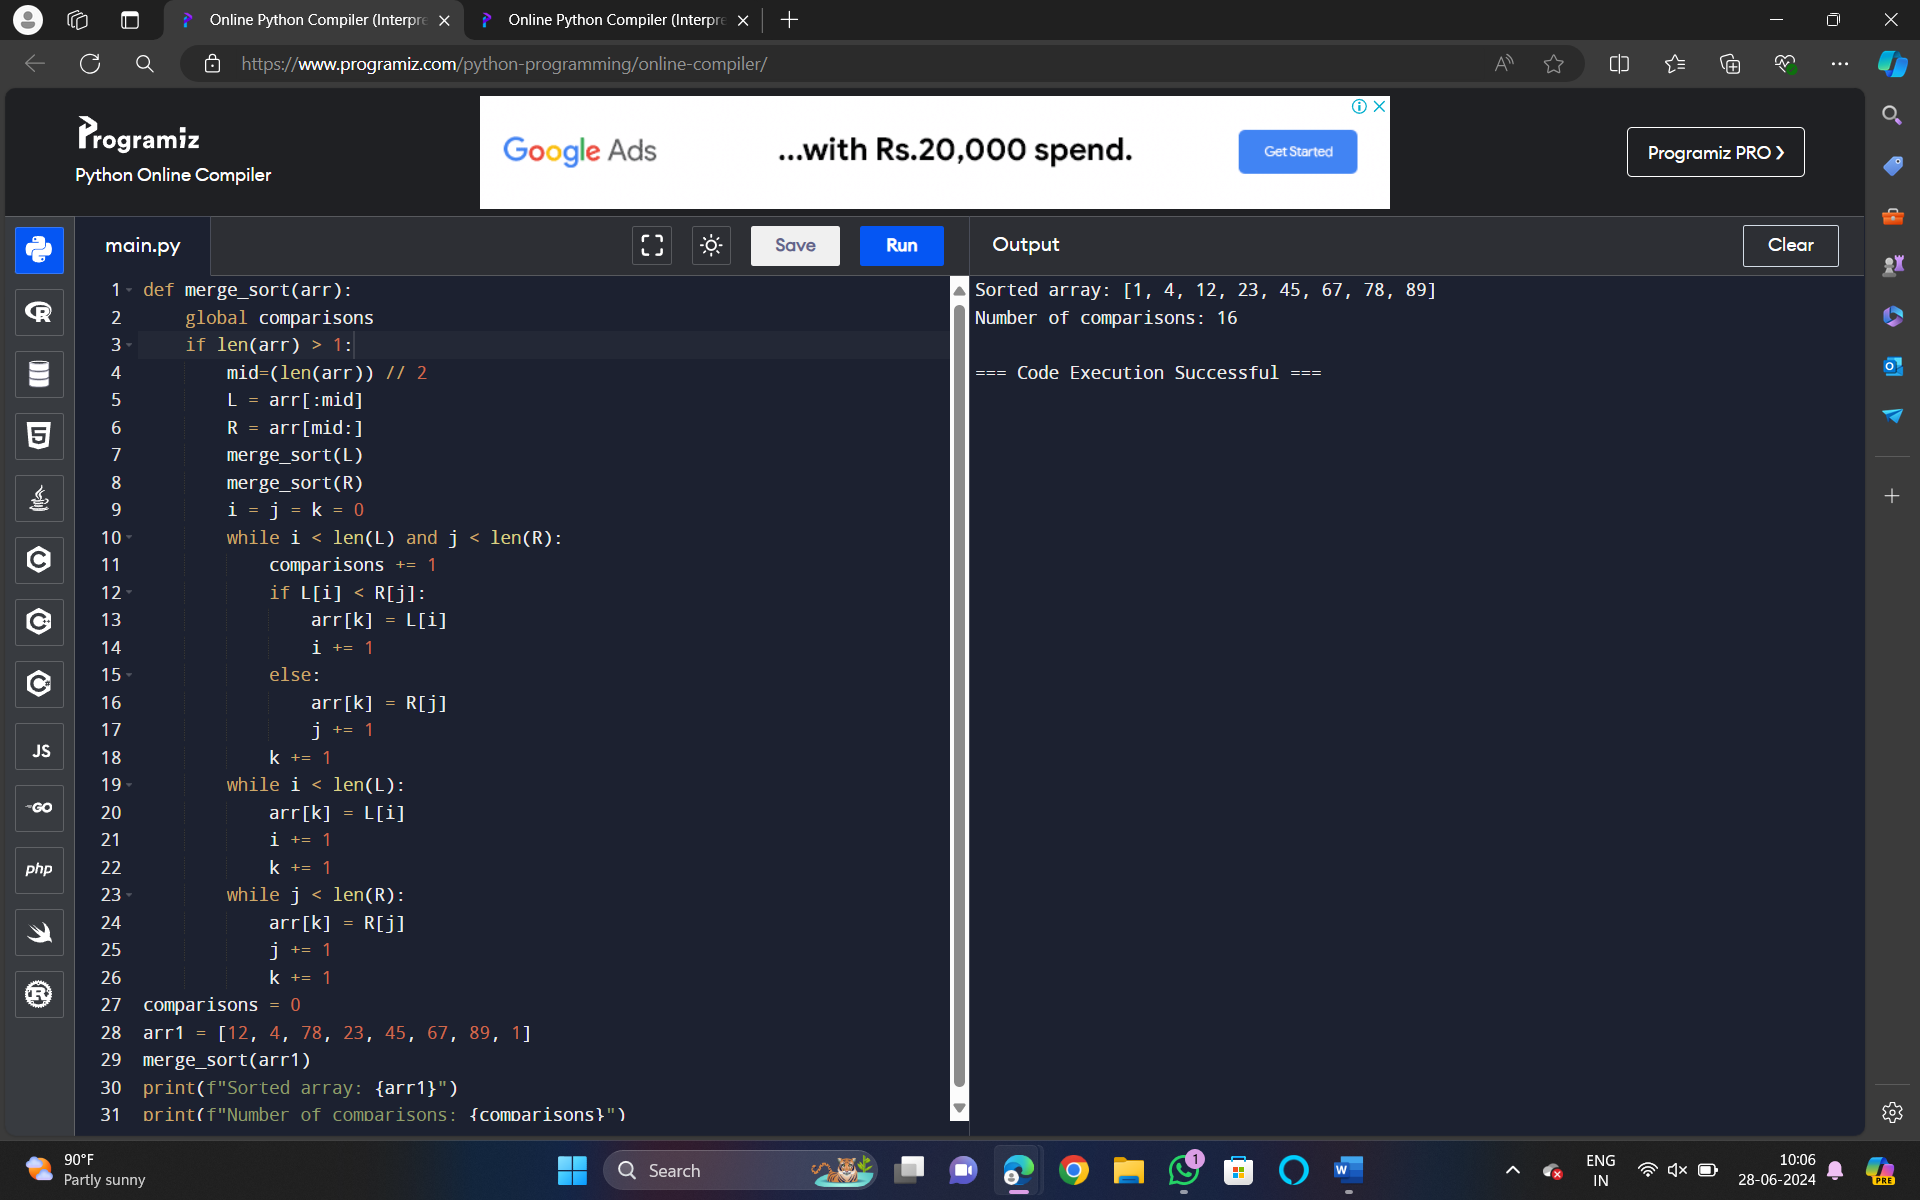 Online Python Compiler (Interpre
Online Python Compiler (Interpre
https://www.programiz.com/python-programming/online-compiler/
Programiz
Python Online Compiler
Google Ads
...with Rs.20,000 spend.
Get Started
Programiz PRO
main.py
Save
Run
Output
Clear
1 def merge_sort(arr):
2     global comparisons
3     if len(arr) > 1:
4         mid=(len(arr)) // 2
5         L = arr[:mid]
6         R = arr[mid:]
7         merge_sort(L)
8         merge_sort(R)
9         i = j = k = 0
10         while i < len(L) and j < len(R):
11             comparisons += 1
12             if L[i] < R[j]:
13                 arr[k] = L[i]
14                 i += 1
15             else:
16                 arr[k] = R[j]
17                 j += 1
18             k += 1
19         while i < len(L):
20             arr[k] = L[i]
21             i += 1
22             k += 1
23         while j < len(R):
24             arr[k] = R[j]
25             j += 1
26             k += 1
27 comparisons = 0
28 arr1 = [12, 4, 78, 23, 45, 67, 89, 1]
29 merge_sort(arr1)
30 print(f"Sorted array: {arr1}")
31 print(f"Number of comparisons: {comparisons}")
Sorted array: [1, 4, 12, 23, 45, 67, 78, 89]
Number of comparisons: 16
=== Code Execution Successful ===
R
5
C
C
C
JS
GO
php
R
90°F
Partly sunny
Search
1
W
ENG
IN
10:06
28-06-2024
PRE